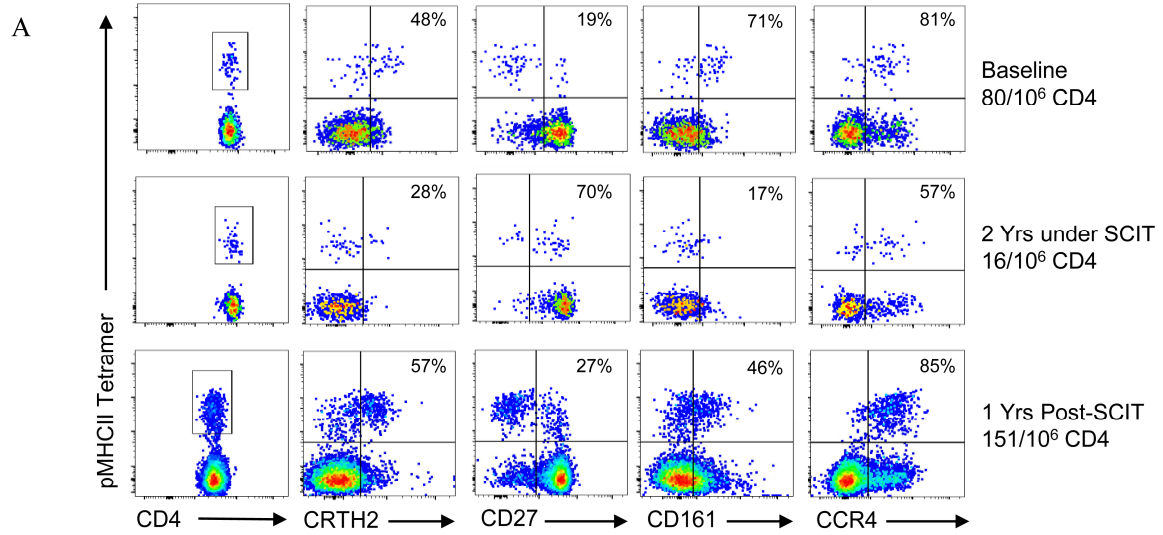 A
48%
19%
71%
81%
Baseline
80/10⁶ CD4
28%
70%
17%
57%
2 Yrs under SCIT
16/10⁶ CD4
57%
27%
46%
85%
1 Yrs Post-SCIT
151/10⁶ CD4
pMHCII Tetramer
CD4
CRTH2
CD27
CD161
CCR4